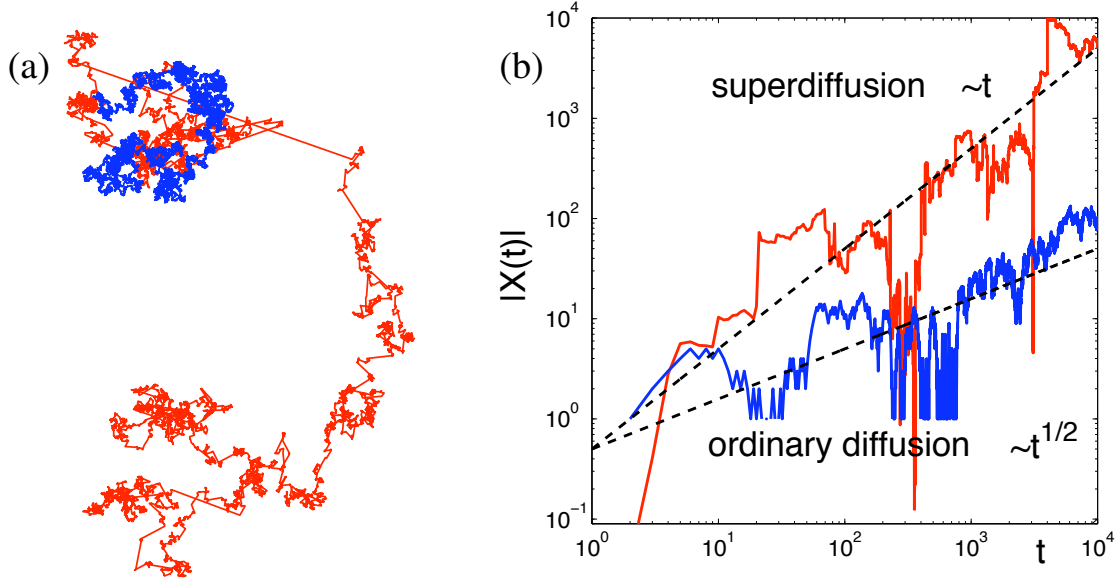 (a)
(b)
superdiffusion ~t
ordinary diffusion ~t^{1/2}
|X(t)|
10^4
10^3
10^2
10^1
10^0
10^{-1}
10^0 10^1 10^2 10^3 t 10^4